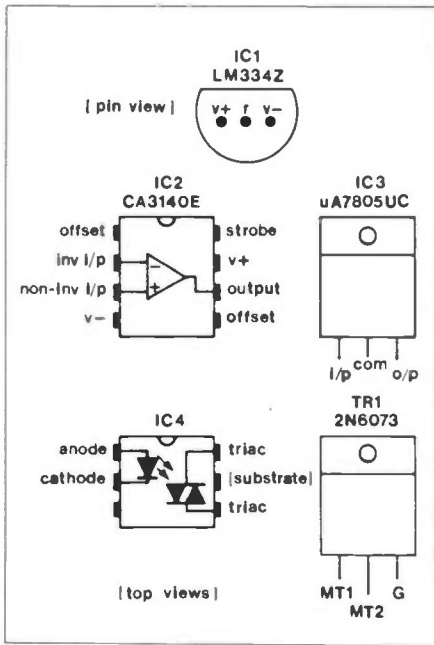 IC1
LM334Z
[pin view]
v+ r v-
IC2
CA3140E
offset
inv i/p
non-inv i/p
v-
strobe
v+
output
offset
- +
IC3
uA7805UC
i/p com o/p
IC4
anode
cathode
triac
[substrate]
triac
[top views]
TR1
2N6073
MT1 MT2 G